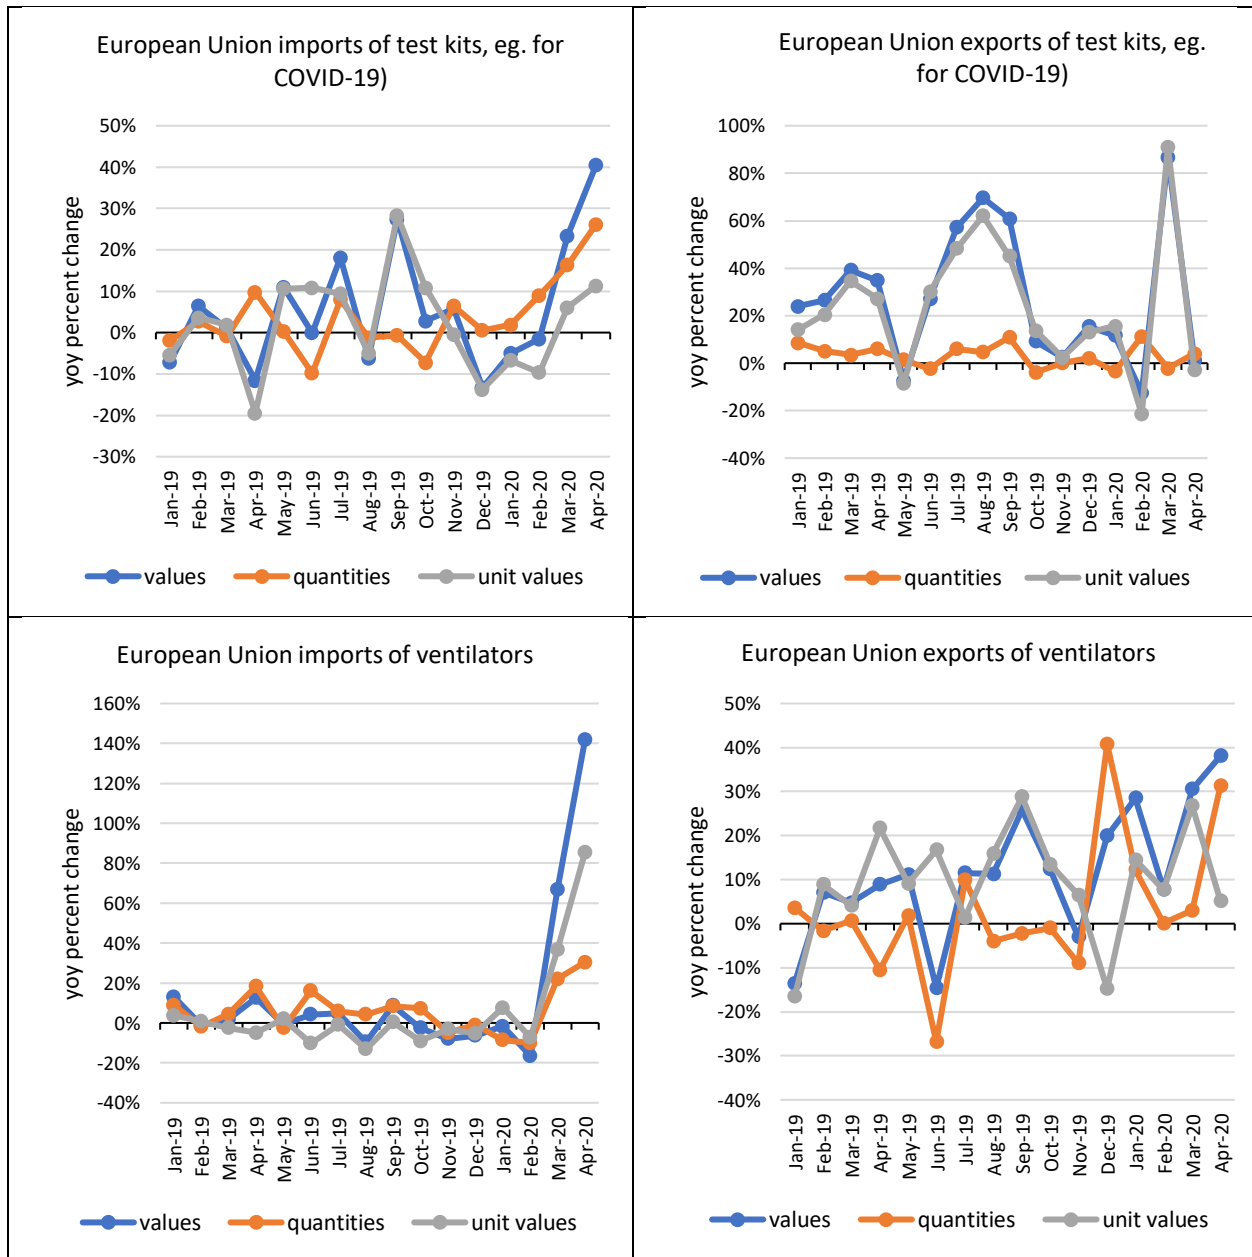 European Union imports of test kits, eg. for
COVID-19)
yoy percent change
50%
40%
30%
20%
10%
0%
-10%
-20%
-30%
Jan-19
Feb-19
Mar-19
Apr-19
May-19
Jun-19
Jul-19
Aug-19
Sep-19
Oct-19
Nov-19
Dec-19
Jan-20
Feb-20
Mar-20
Apr-20
values quantities unit values
European Union exports of test kits, eg.
for COVID-19)
yoy percent change
100%
80%
60%
40%
20%
0%
-20%
-40%
Jan-19
Feb-19
Mar-19
Apr-19
May-19
Jun-19
Jul-19
Aug-19
Sep-19
Oct-19
Nov-19
Dec-19
Jan-20
Feb-20
Mar-20
Apr-20
values quantities unit values
European Union imports of ventilators
yoy percent change
160%
140%
120%
100%
80%
60%
40%
20%
0%
-20%
-40%
Jan-19
Feb-19
Mar-19
Apr-19
May-19
Jun-19
Jul-19
Aug-19
Sep-19
Oct-19
Nov-19
Dec-19
Jan-20
Feb-20
Mar-20
Apr-20
values quantities unit values
European Union exports of ventilators
yoy percent change
50%
40%
30%
20%
10%
0%
-10%
-20%
-30%
-40%
Jan-19
Feb-19
Mar-19
Apr-19
May-19
Jun-19
Jul-19
Aug-19
Sep-19
Oct-19
Nov-19
Dec-19
Jan-20
Feb-20
Mar-20
Apr-20
values quantities unit values